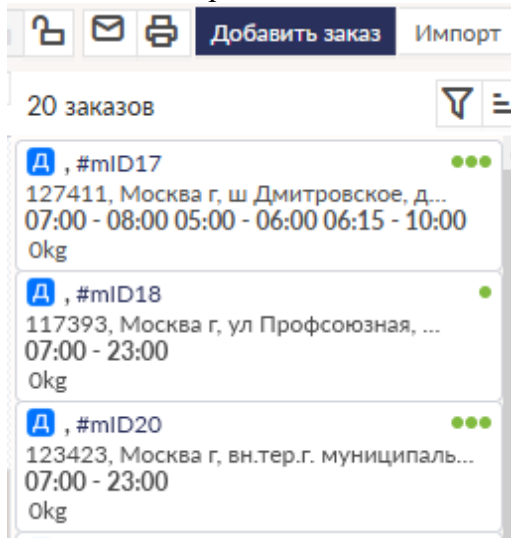 Добавить заказ Импорт
20 заказов
Д , #mID17
127411, Москва г, ш Дмитровское, д...
07:00 - 08:00 05:00 - 06:00 06:15 - 10:00
0kg
Д , #mID18
117393, Москва г, ул Профсоюзная, ...
07:00 - 23:00
0kg
Д , #mID20
123423, Москва г, вн.тер.г. муниципаль...
07:00 - 23:00
0kg